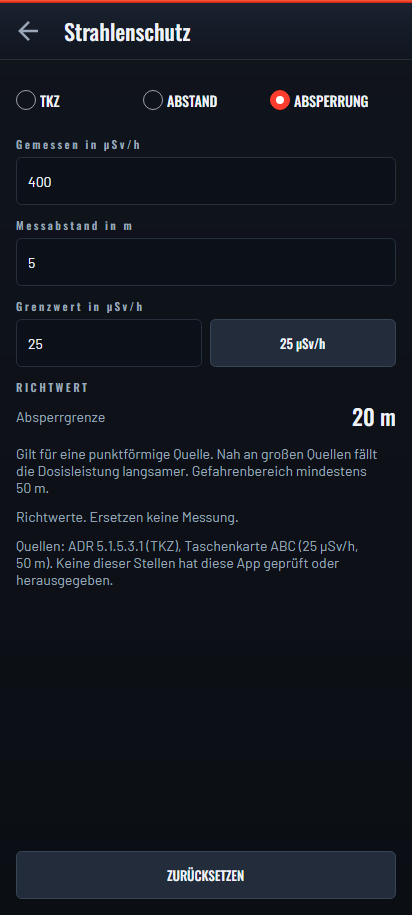 Strahlenschutz
TKZ
ABSTAND
ABSPERRUNG
Gemessen in µSv/h
400
Messabstand in m
5
Grenzwert in µSv/h
25
25 µSv/h
RICHTWERT
Absperrgrenze
20 m
Gilt für eine punktförmige Quelle. Nah an großen Quellen fällt
die Dosisleistung langsamer. Gefahrenbereich mindestens
50 m.
Richtwerte. Ersetzen keine Messung.
Quellen: ADR 5.1.5.3.1 (TKZ), Taschenkarte ABC (25 µSv/h,
50 m). Keine dieser Stellen hat diese App geprüft oder
herausgegeben.
ZURÜCKSETZEN